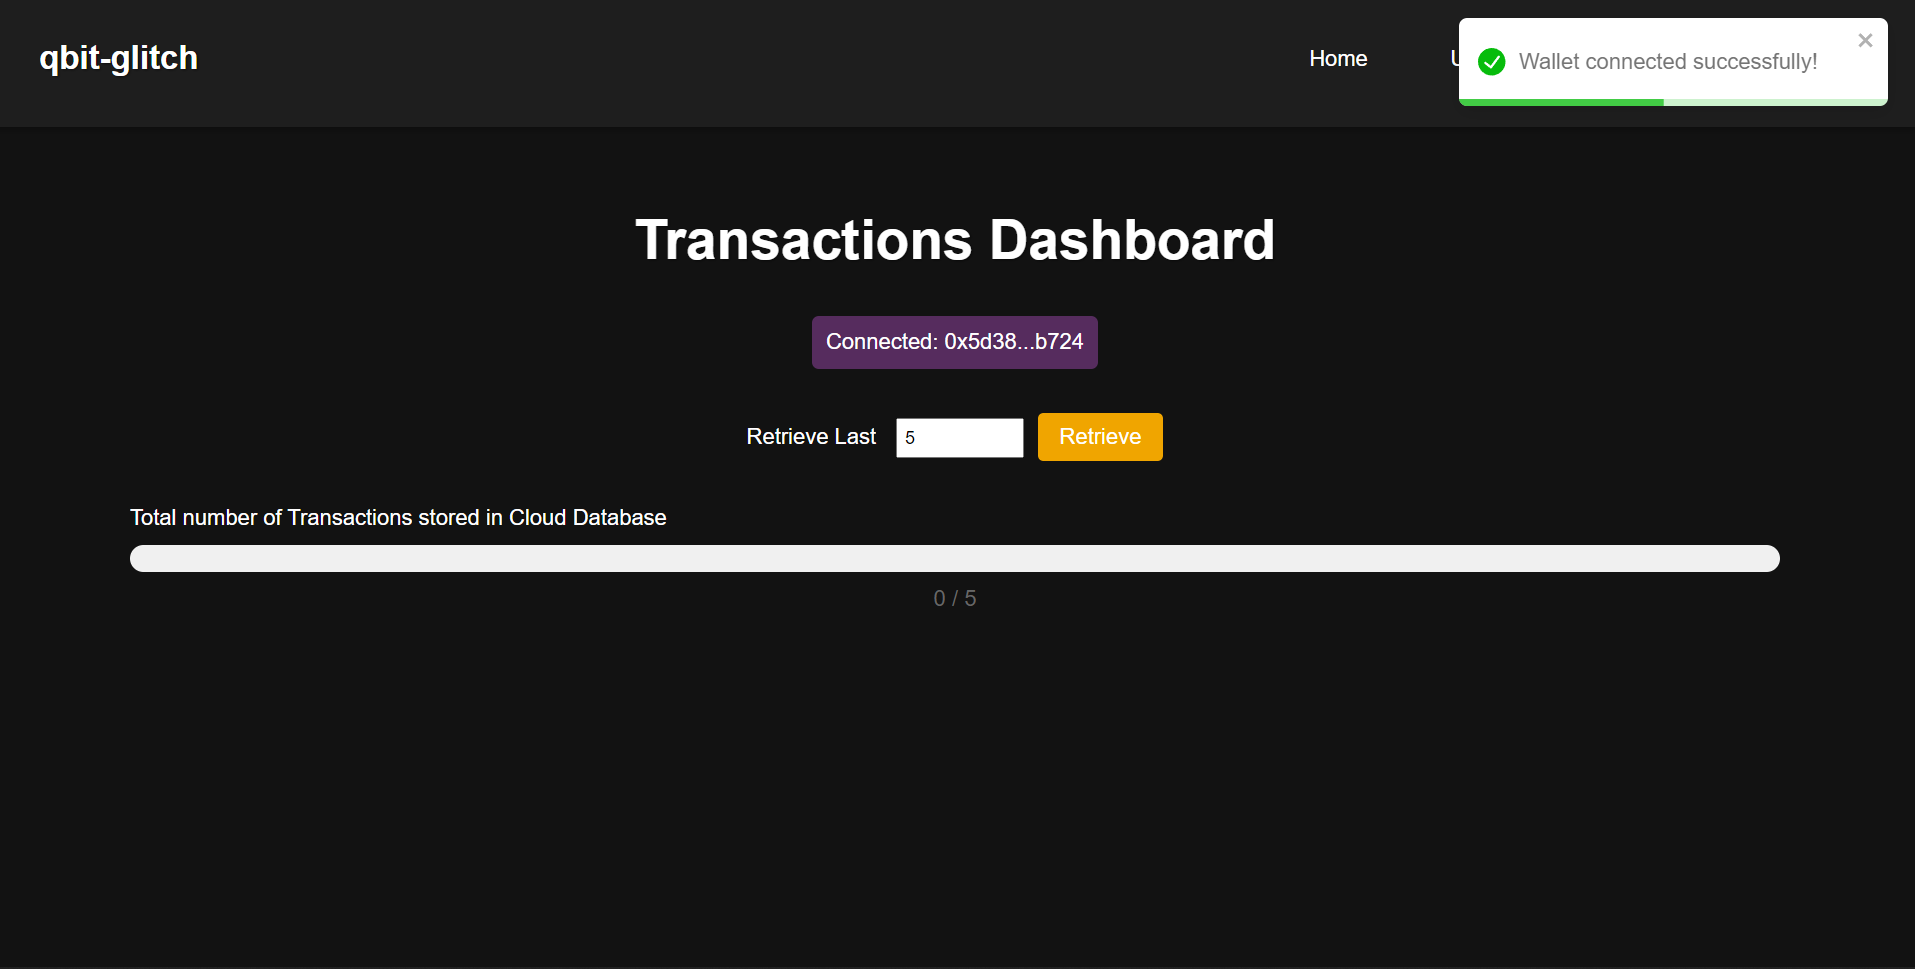 qbit-glitch
Home
Wallet connected successfully!
Transactions Dashboard
Connected: 0x5d38...b724
Retrieve Last 5 Retrieve
Total number of Transactions stored in Cloud Database
0 / 5